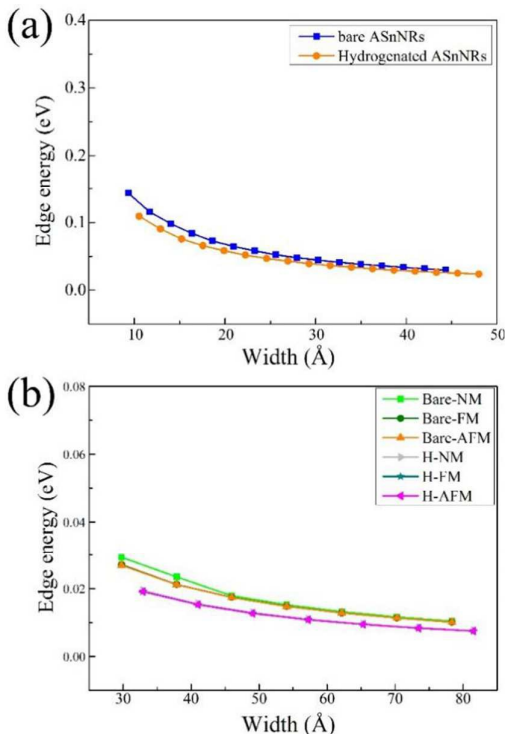 (a)
bare ASnNRs
Hydrogenated ASnNRs
Edge energy (eV)
0.4
0.3
0.2
0.1
0.0
10 20 30 40 50
Width (Å)
(b)
Bare-NM
Bare-FM
Bare-AFM
H-NM
H-FM
H-AFM
Edge energy (eV)
0.08
0.06
0.04
0.02
0.00
30 40 50 60 70 80
Width (Å)